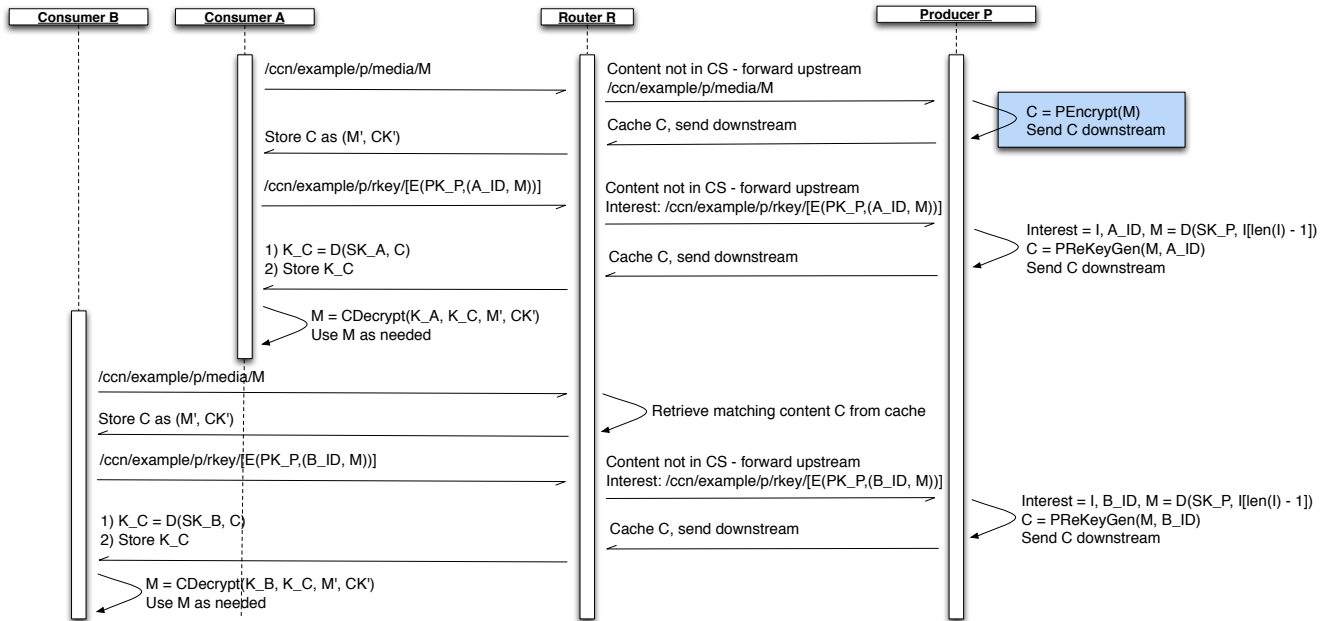 Consumer B
Consumer A
Router R
Producer P
/ccn/example/p/media/M
Content not in CS - forward upstream
/ccn/example/p/media/M
C = PEncrypt(M)
Send C downstream
Cache C, send downstream
Store C as (M', CK')
/ccn/example/p/rkey/[E(PK_P,(A_ID, M))]
Content not in CS - forward upstream
Interest: /ccn/example/p/rkey/[E(PK_P,(A_ID, M))]
Interest = I, A_ID, M = D(SK_P, I[len(I) - 1])
C = PReKeyGen(M, A_ID)
Send C downstream
Cache C, send downstream
1) K_C = D(SK_A, C)
2) Store K_C
M = CDecrypt(K_A, K_C, M', CK')
Use M as needed
/ccn/example/p/media/M
Retrieve matching content C from cache
Store C as (M', CK')
/ccn/example/p/rkey/[E(PK_P,(B_ID, M))]
Content not in CS - forward upstream
Interest: /ccn/example/p/rkey/[E(PK_P,(B_ID, M))]
Interest = I, B_ID, M = D(SK_P, I[len(I) - 1])
C = PReKeyGen(M, B_ID)
Send C downstream
Cache C, send downstream
1) K_C = D(SK_B, C)
2) Store K_C
M = CDecrypt(K_B, K_C, M', CK')
Use M as needed